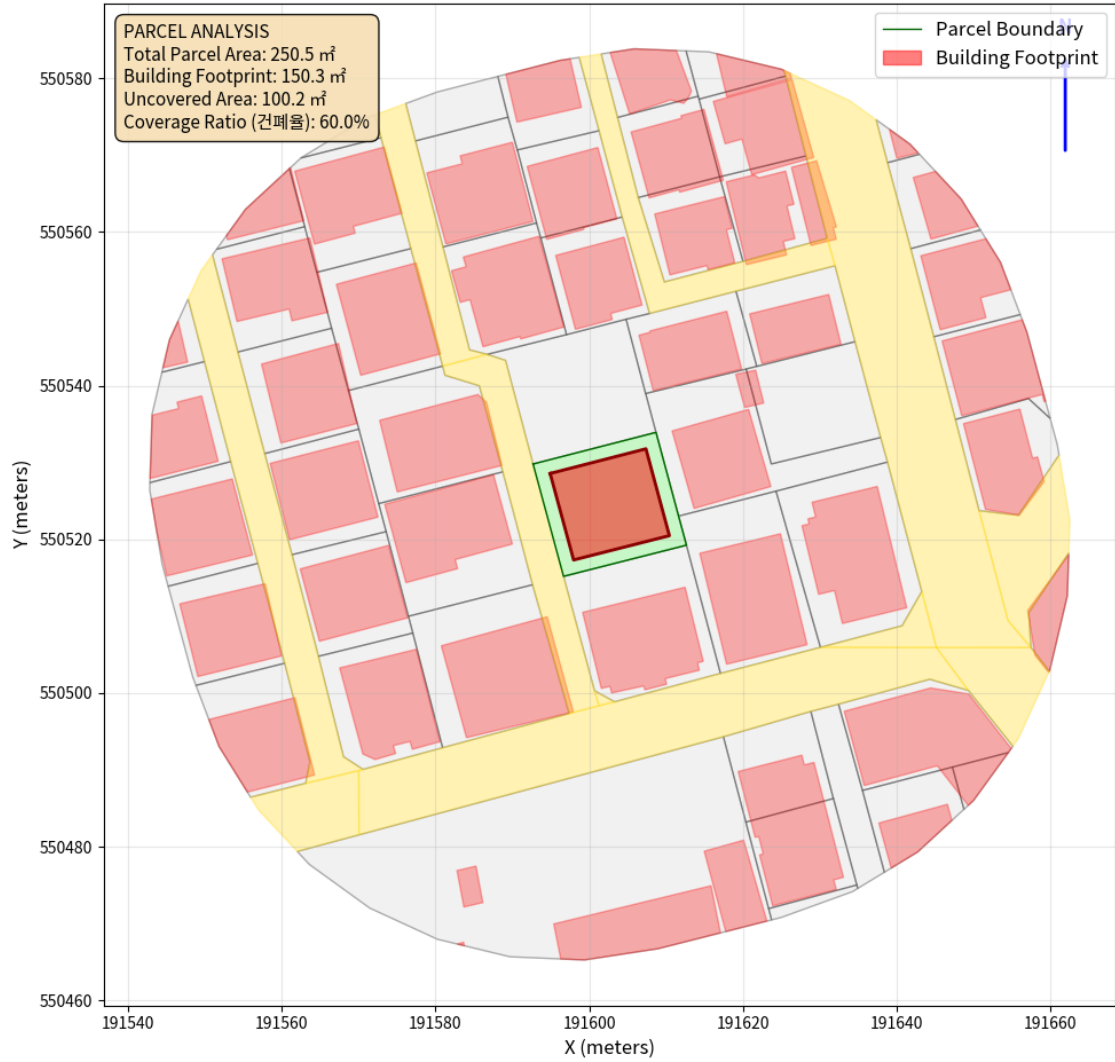 PARCEL ANALYSIS
Total Parcel Area: 250.5 ㎡
Building Footprint: 150.3 ㎡
Uncovered Area: 100.2 ㎡
Coverage Ratio (건폐율): 60.0%
N
Parcel Boundary
Building Footprint
Y (meters)
550580
550560
550540
550520
550500
550480
550460
191540 191560 191580 191600 191620 191640 191660
X (meters)